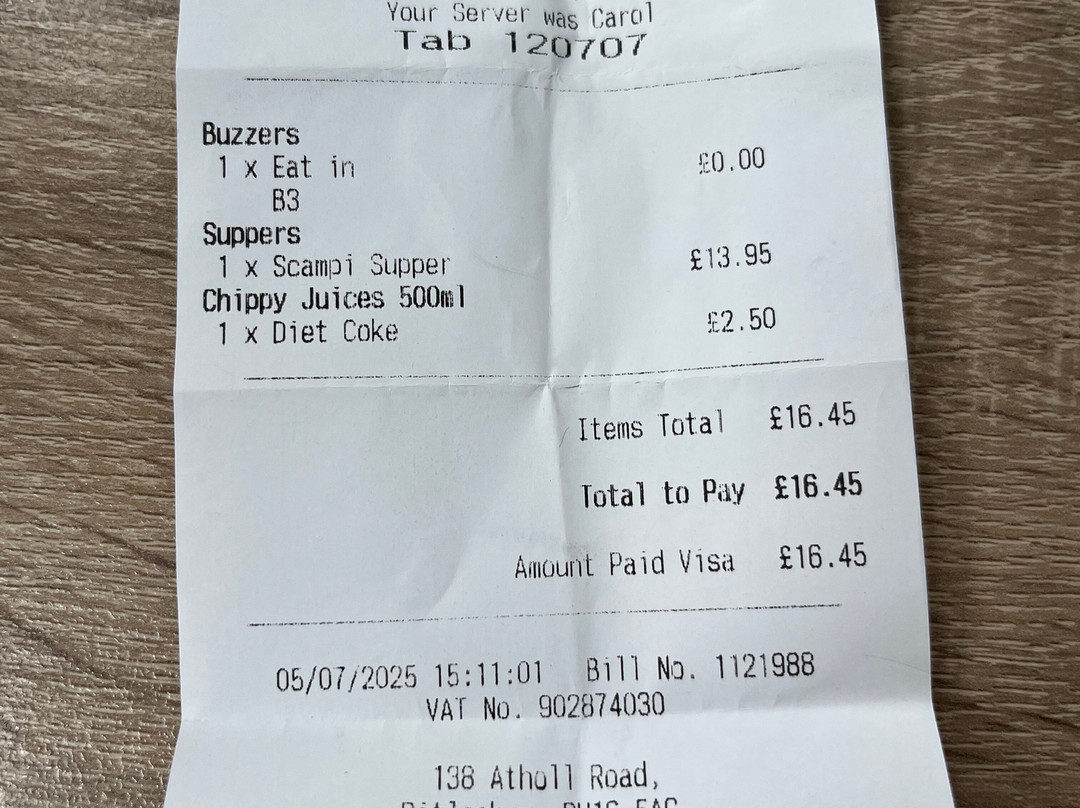 Your Server was Carol
Tab 120707
Buzzers
1 x Eat in £0.00
B3
Suppers
1 x Scampi Supper £13.95
Chippy Juices 500ml
1 x Diet Coke £2.50
Items Total £16.45
Total to Pay £16.45
Amount Paid Visa £16.45
05/07/2025 15:11:01 Bill No. 1121988
VAT No. 902874030
138 Atholl Road,